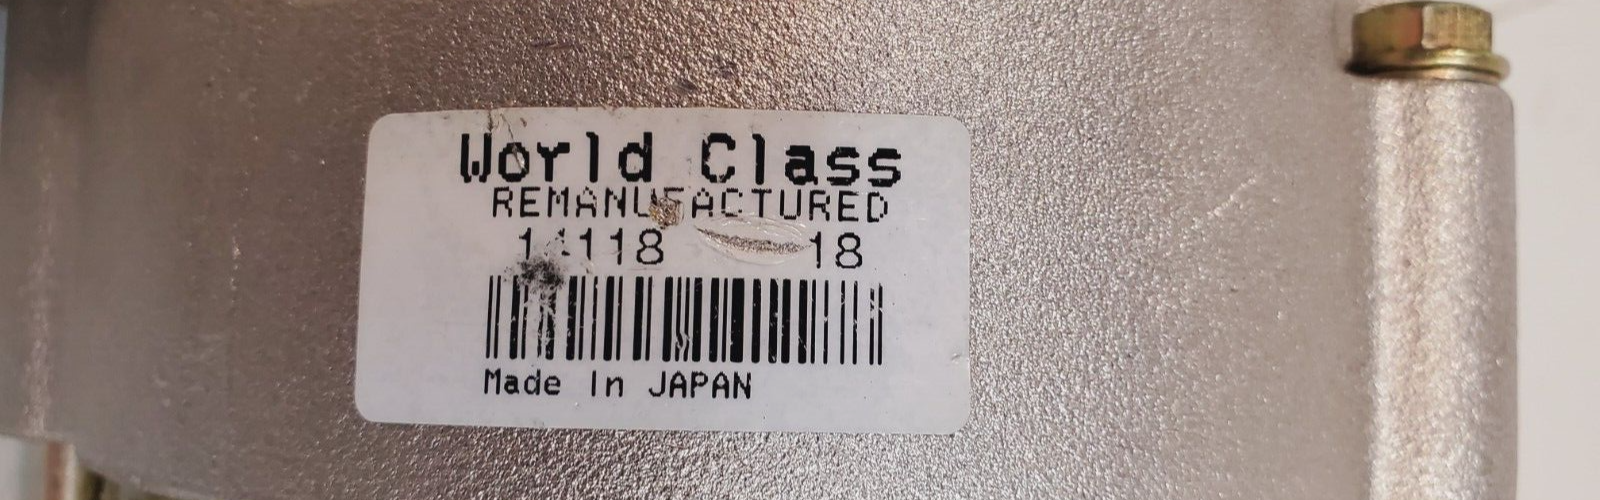 World Class
REMANUFACTURED
18
Made In JAPAN